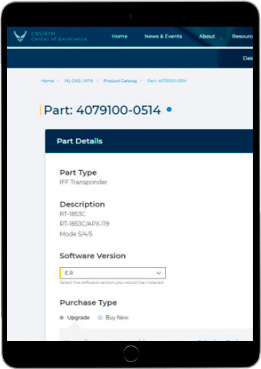 CNS/ATM
Center of Excellence
Home News & Events About Resourc
Des
Home My CNS / ATM Product Catalog Part: 4079100-0514
Part: 4079100-0514
Part Details
Part Type
IFF Transponder
Description
RT-1853C
RT-1853C/APX-119
Mode 5/4/5
Software Version
E.R
Select the software version you would like installed
Purchase Type
Upgrade Buy New